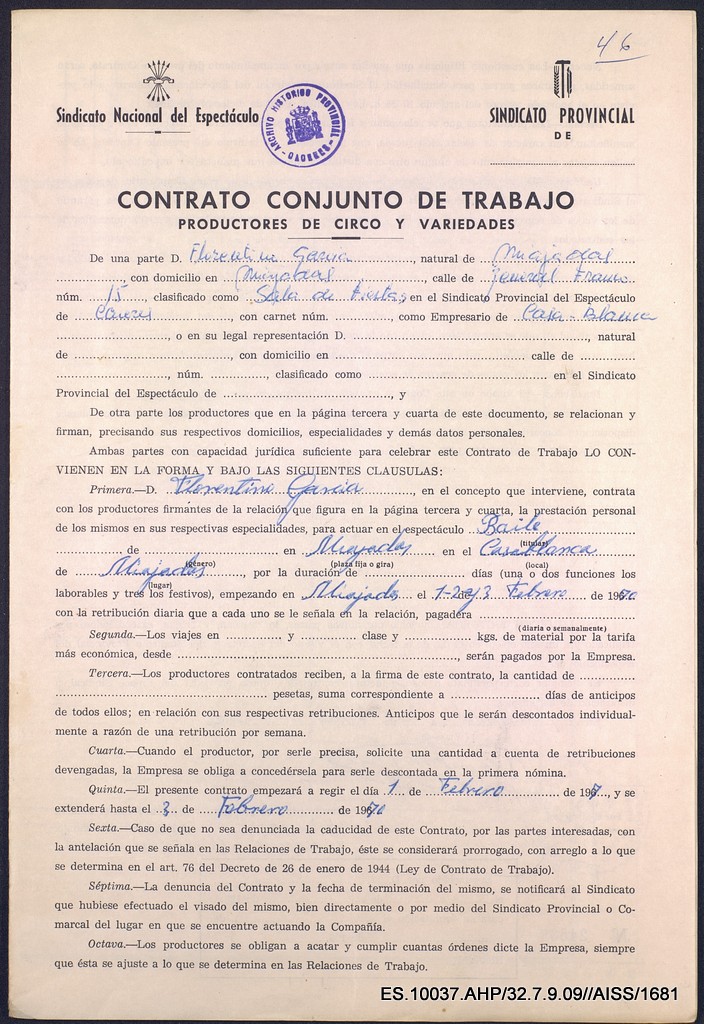 46
Sindicato Nacional del Espectáculo
ARCHIVO HISTORICO PROVINCIAL - CACERES -
SINDICATO PROVINCIAL
DE
CONTRATO CONJUNTO DE TRABAJO
PRODUCTORES DE CIRCO Y VARIEDADES
De una parte D. Florentino Garcia, natural de Miajadas
, con domicilio en Miajadas, calle de General Franco
núm. 15, clasificado como Sala de Fiestas en el Sindicato Provincial del Espectáculo
de Cáceres, con carnet núm. , como Empresario de Casa-Blanca
, o en su legal representación D. , natural
de , con domicilio en calle de
, núm. , clasificado como en el Sindicato
Provincial del Espectáculo de , y
De otra parte los productores que en la página tercera y cuarta de este documento, se relacionan y
firman, precisando sus respectivos domicilios, especialidades y demás datos personales.
Ambas partes con capacidad jurídica suficiente para celebrar este Contrato de Trabajo LO CON-
VIENEN EN LA FORMA Y BAJO LAS SIGUIENTES CLAUSULAS:
Primera.—D. Florentino Garcia, en el concepto que interviene, contrata
con los productores firmantes de la relación que figura en la página tercera y cuarta, la prestación personal
de los mismos en sus respectivas especialidades, para actuar en el espectáculo Baile
(titular)
de en Miajadas en el Casablanca
(género) (plaza fija o gira) (local)
de Miajadas, por la duración de días (una o dos funciones los
(lugar)
laborables y tres los festivos), empezando en Miajadas el 1-2 y 3 Febrero de 1970
con la retribución diaria que a cada uno se le señala en la relación, pagadera
(diaria o semanalmente)
Segunda.—Los viajes en y clase y kgs. de material por la tarifa
más económica, desde , serán pagados por la Empresa.
Tercera.—Los productores contratados reciben, a la firma de este contrato, la cantidad de
pesetas, suma correspondiente a días de anticipos
de todos ellos; en relación con sus respectivas retribuciones. Anticipos que le serán descontados individual-
mente a razón de una retribución por semana.
Cuarta.—Cuando el productor, por serle precisa, solicite una cantidad a cuenta de retribuciones
devengadas, la Empresa se obliga a concedérsela para serle descontada en la primera nómina.
Quinta.—El presente contrato empezará a regir el día 1 de Febrero de 197, y se
extenderá hasta el 3 de Febrero de 1970
Sexta.—Caso de que no sea denunciada la caducidad de este Contrato, por las partes interesadas, con
la antelación que se señala en las Relaciones de Trabajo, éste se considerará prorrogado, con arreglo a lo que
se determina en el art. 76 del Decreto de 26 de enero de 1944 (Ley de Contrato de Trabajo).
Séptima.—La denuncia del Contrato y la fecha de terminación del mismo, se notificará al Sindicato
que hubiese efectuado el visado del mismo, bien directamente o por medio del Sindicato Provincial o Co-
marcal del lugar en que se encuentre actuando la Compañía.
Octava.—Los productores se obligan a acatar y cumplir cuantas órdenes dicte la Empresa, siempre
que ésta se ajuste a lo que se determina en las Relaciones de Trabajo.
ES.10037.AHP/32.7.9.09//AISS/1681